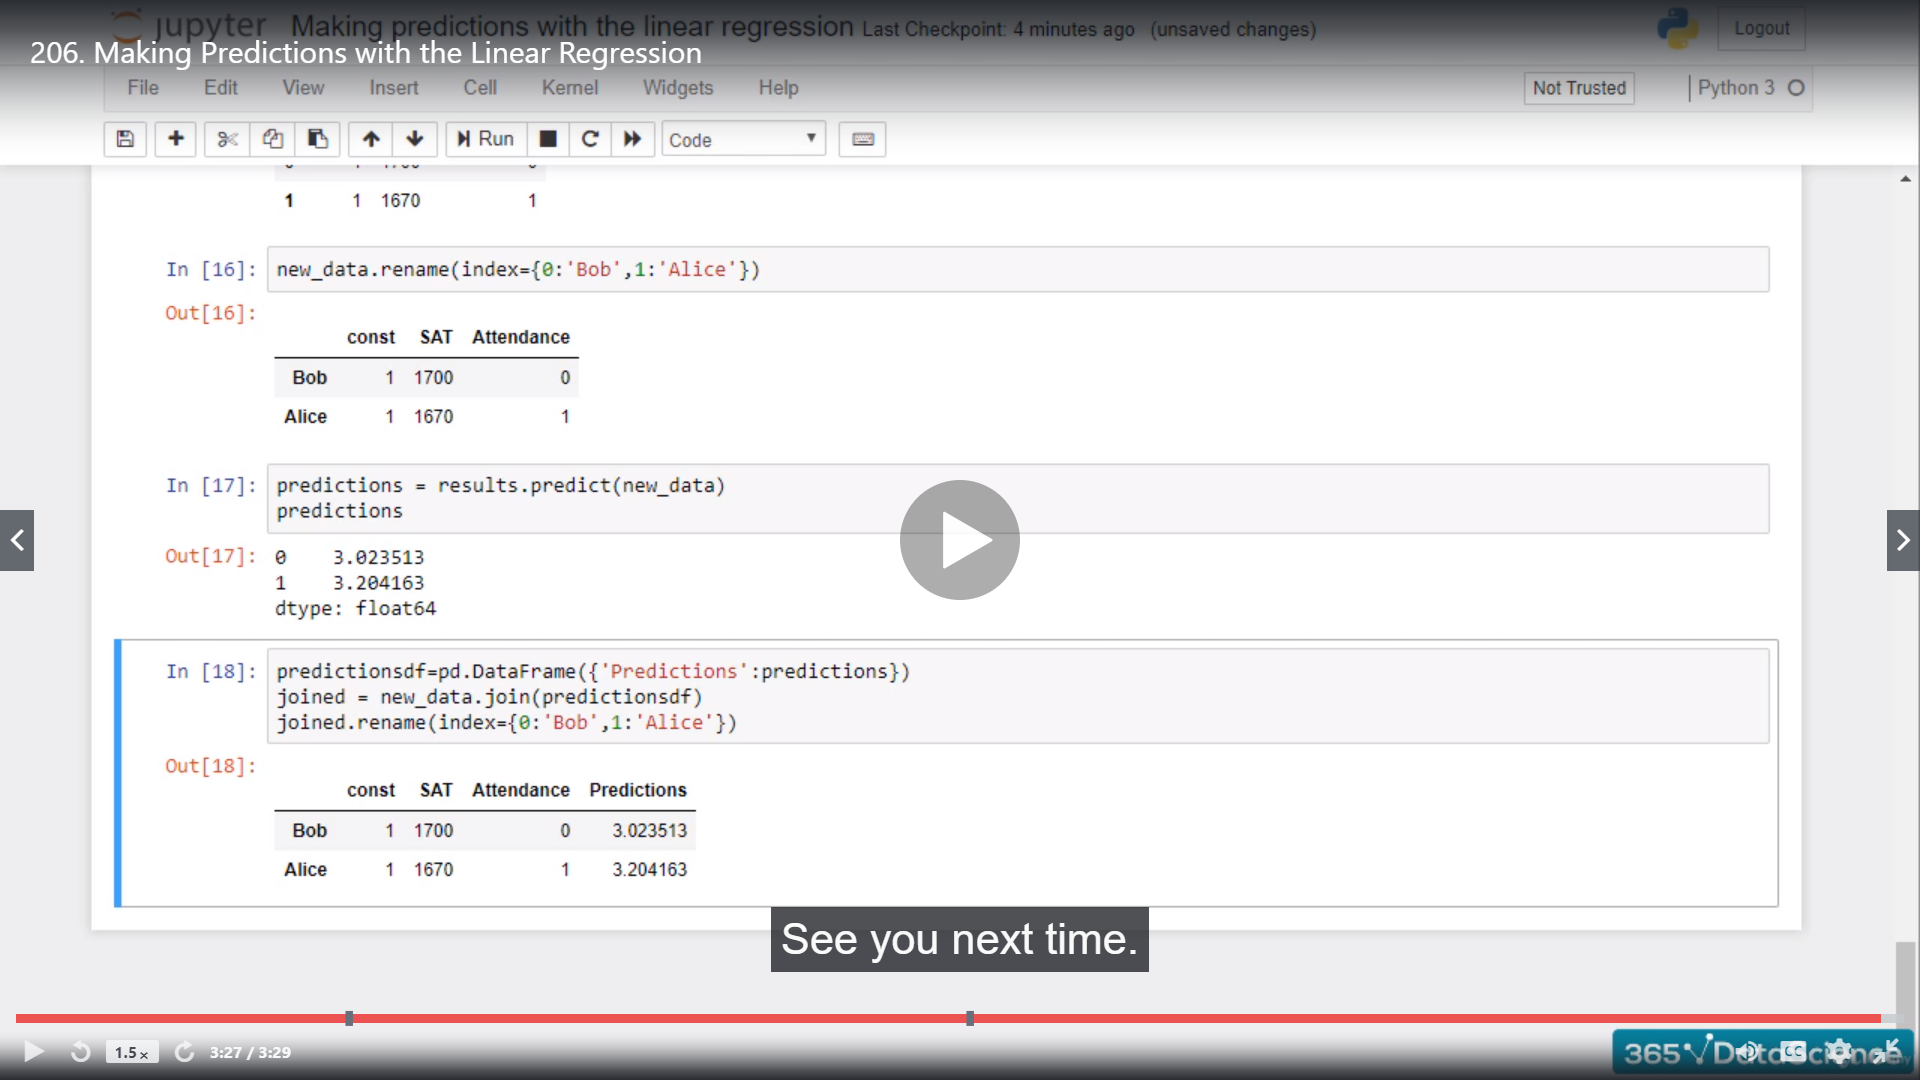 jupyter Making predictions with the linear regression Last Checkpoint: 4 minutes ago (unsaved changes) Logout
206. Making Predictions with the Linear Regression
File Edit View Insert Cell Kernel Widgets Help Not Trusted Python 3
Run Code
1 1 1670 1
In [16]: new_data.rename(index={0:'Bob',1:'Alice'})
Out[16]:
const SAT Attendance
Bob 1 1700 0
Alice 1 1670 1
In [17]: predictions = results.predict(new_data)
predictions
Out[17]: 0 3.023513
1 3.204163
dtype: float64
In [18]: predictionsdf=pd.DataFrame({'Predictions':predictions})
joined = new_data.join(predictionsdf)
joined.rename(index={0:'Bob',1:'Alice'})
Out[18]:
const SAT Attendance Predictions
Bob 1 1700 0 3.023513
Alice 1 1670 1 3.204163
See you next time.
1.5x 3:27 / 3:29
365 DataScience
CC